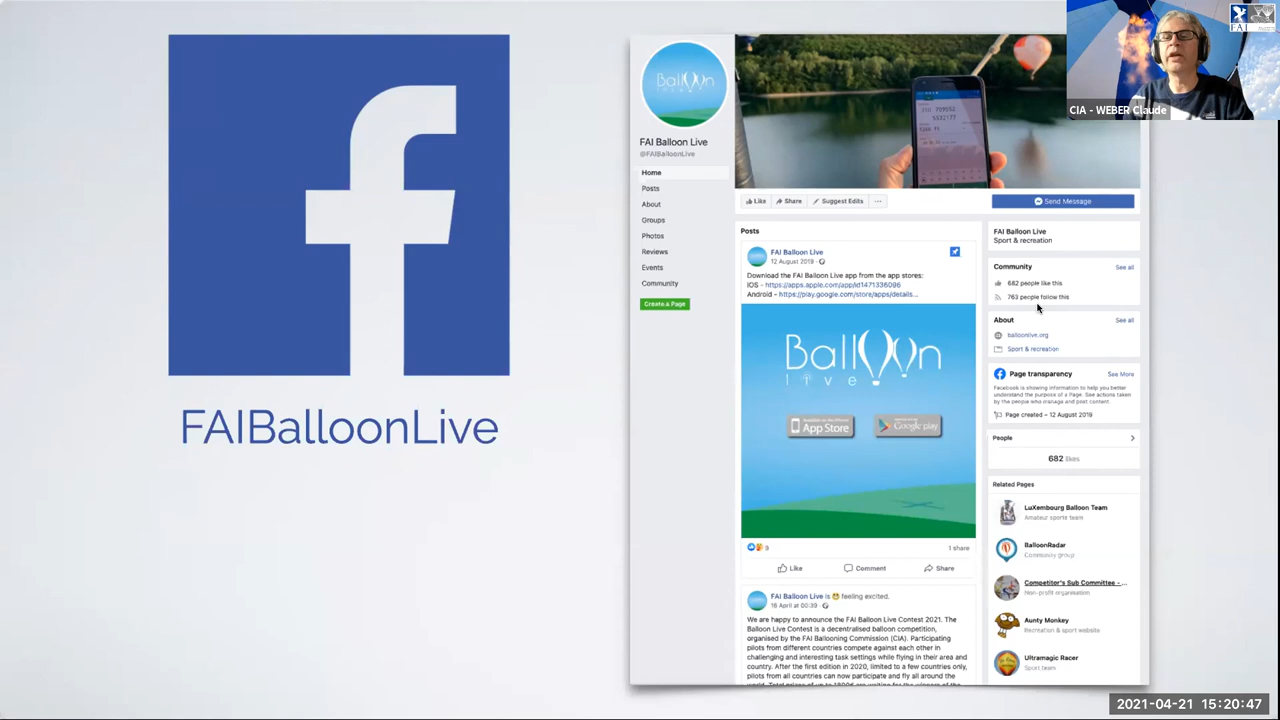 FAIBalloonLive
Balloon
FAI Balloon Live
@FAIBalloonLive
Home
Posts
About
Groups
Photos
Reviews
Events
Community
Create a Page
Like
Share
Suggest Edits
...
Send Message
Posts
FAI Balloon Live
12 August 2019
Download the FAI Balloon Live app from the app stores:
IOS - https://apps.apple.com/app/id1471336096
Android - https://play.google.com/store/apps/details...
Balloon
live
App Store
Google play
9
1 share
Like
Comment
Share
FAI Balloon Live is feeling excited.
16 April at 00:39
We are happy to announce the FAI Balloon Live Contest 2021. The
Balloon Live Contest is a decentralised balloon competition,
organised by the FAI Ballooning Commission (CIA). Participating
pilots from different countries compete against each other in
challenging and interesting task settings while flying in their area and
country. After the first edition in 2020, limited to a few countries only,
pilots from all countries can now participate and fly all around the
FAI Balloon Live
Sport & recreation
Community
See all
682 people like this
763 people follow this
About
See all
balloonlive.org
Sport & recreation
Page transparency
See More
Facebook is showing information to help you better
understand the purpose of a Page. See actions taken
by the people who manage and post content.
Page created – 12 August 2019
People
682 likes
Related Pages
LuXembourg Balloon Team
Amateur sports team
BalloonRadar
Community group
Competitor's Sub Committee - ...
Non-profit organisation
Aunty Monkey
Recreation & sport website
Ultramagic Racer
Sport team
FAI
CIA - WEBER Claude
2021-04-21 15:20:47